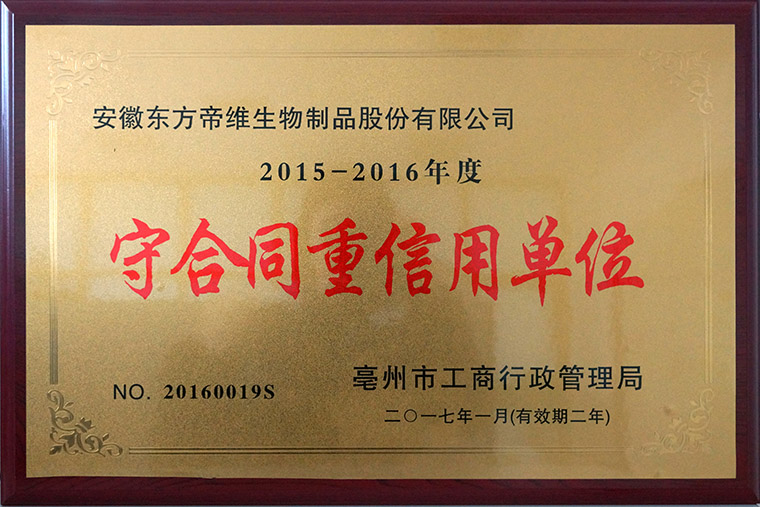 安徽东方帝维生物制品股份有限公司
2015-2016年度
守合同重信用单位
NO. 20160019S
亳州市工商行政管理局
二〇一七年一月(有效期二年)